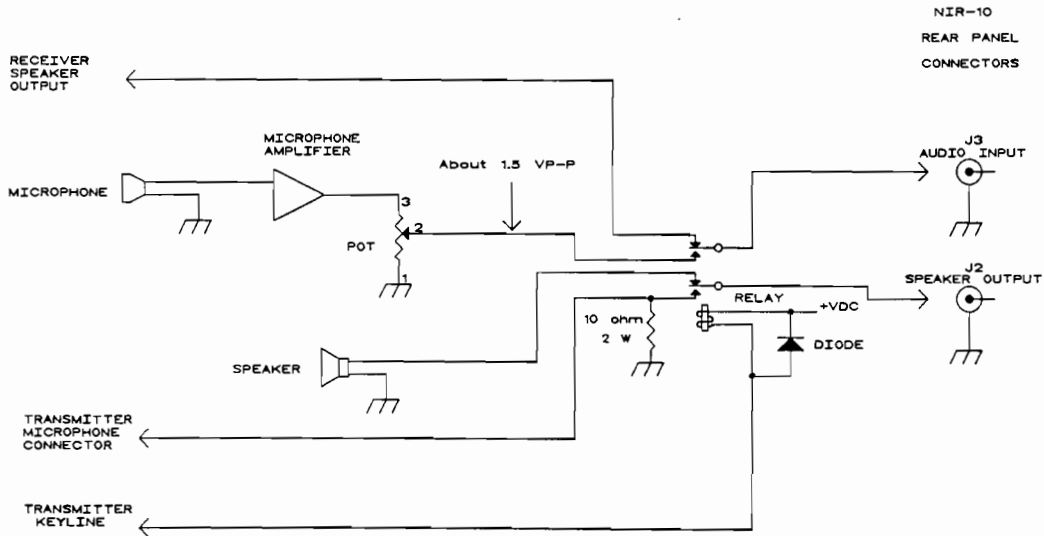 NIR-10
REAR PANEL
CONNECTORS
RECEIVER
SPEAKER
OUTPUT
MICROPHONE
AMPLIFIER
About 1.5 VP-P
J3
AUDIO INPUT
MICROPHONE
3
2
POT
1
J2
SPEAKER OUTPUT
RELAY
+VDC
10 ohm
2 W
DIODE
SPEAKER
TRANSMITTER
MICROPHONE
CONNECTOR
TRANSMITTER
KEYLINE